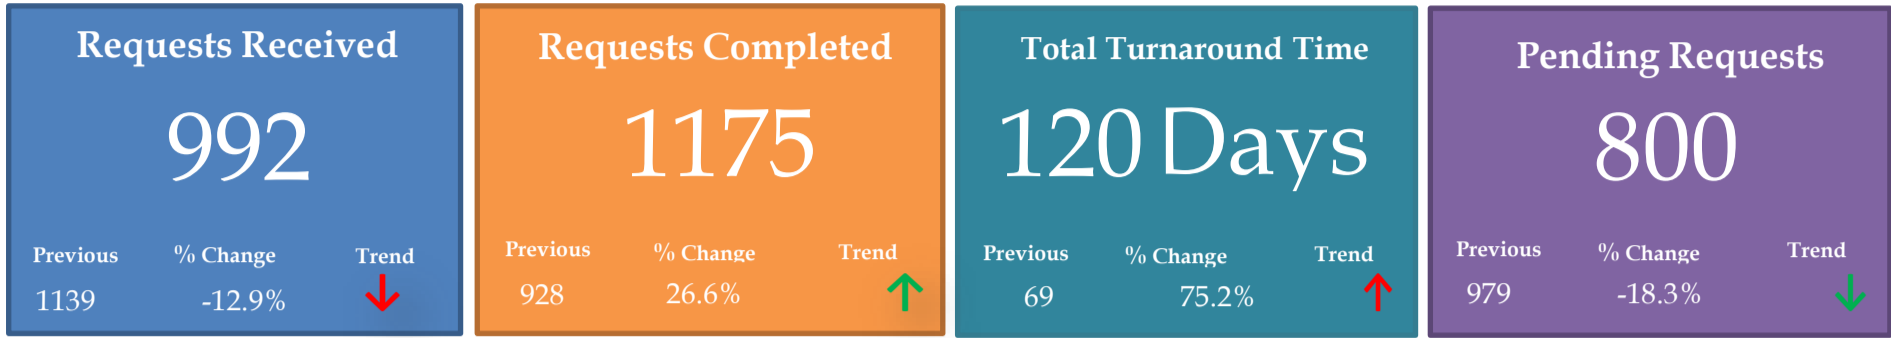 Requests Received
992
Previous % Change Trend
1139 -12.9%
Requests Completed
1175
Previous % Change Trend
928 26.6%
Total Turnaround Time
120 Days
Previous % Change Trend
69 75.2%
Pending Requests
800
Previous % Change Trend
979 -18.3%